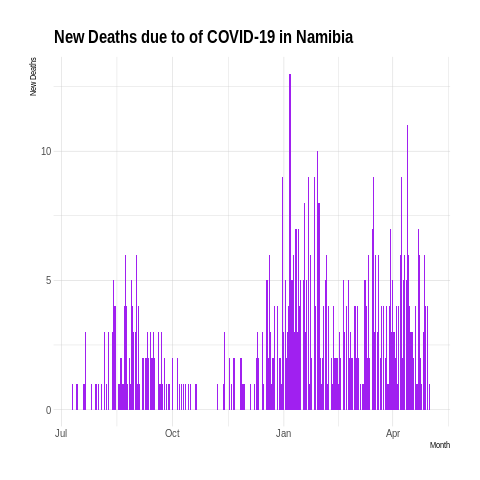 New Deaths due to of COVID-19 in Namibia
New Deaths
10
5
0
Jul Oct Jan Apr
Month